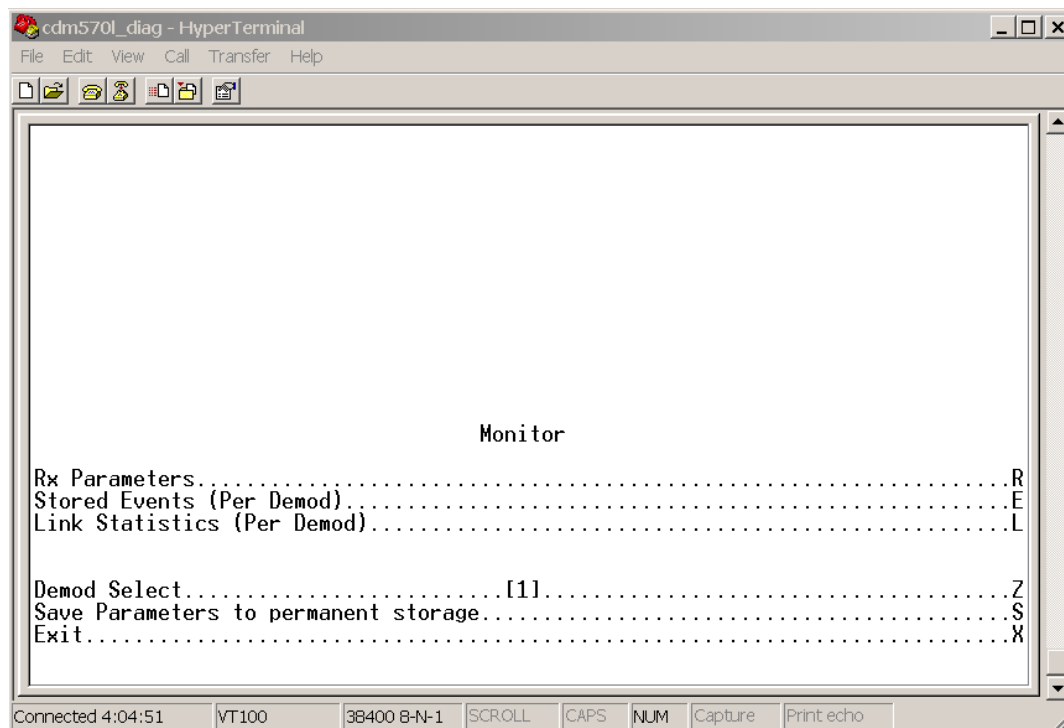 cdm570l_diag - HyperTerminal
File Edit View Call Transfer Help
Monitor
Rx Parameters.................................................................R
Stored Events (Per Demod).....................................................E
Link Statistics (Per Demod)...................................................L
Demod Select..........................[1].....................................Z
Save Parameters to permanent storage..........................................S
Exit..........................................................................X
Connected 4:04:51 VT100 38400 8-N-1 SCROLL CAPS NUM Capture Print echo